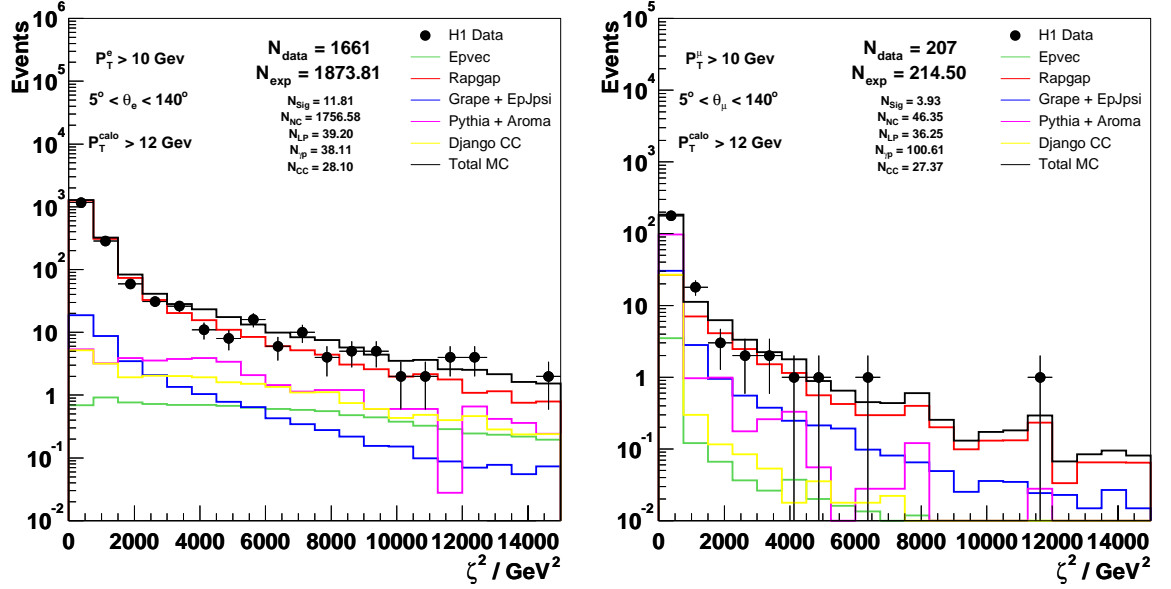 Events
10^6
10^5
10^4
10^3
10^2
10
1
10^-1
10^-2
P_T^e > 10 Gev
5^o < θ_e < 140^o
P_T^calo > 12 Gev
N_data = 1661
N_exp = 1873.81
N_Sig = 11.81
N_NC = 1756.58
N_LP = 39.20
N_γp = 38.11
N_CC = 28.10
H1 Data
Epvec
Rapgap
Grape + EpJpsi
Pythia + Aroma
Django CC
Total MC
0 2000 4000 6000 8000 10000 12000 14000
ζ^2 / GeV^2
Events
10^5
10^4
10^3
10^2
10
1
10^-1
10^-2
P_T^μ > 10 Gev
5^o < θ_μ < 140^o
P_T^calo > 12 Gev
N_data = 207
N_exp = 214.50
N_Sig = 3.93
N_NC = 46.35
N_LP = 36.25
N_γp = 100.61
N_CC = 27.37
H1 Data
Epvec
Rapgap
Grape + EpJpsi
Pythia + Aroma
Django CC
Total MC
0 2000 4000 6000 8000 10000 12000 14000
ζ^2 / GeV^2